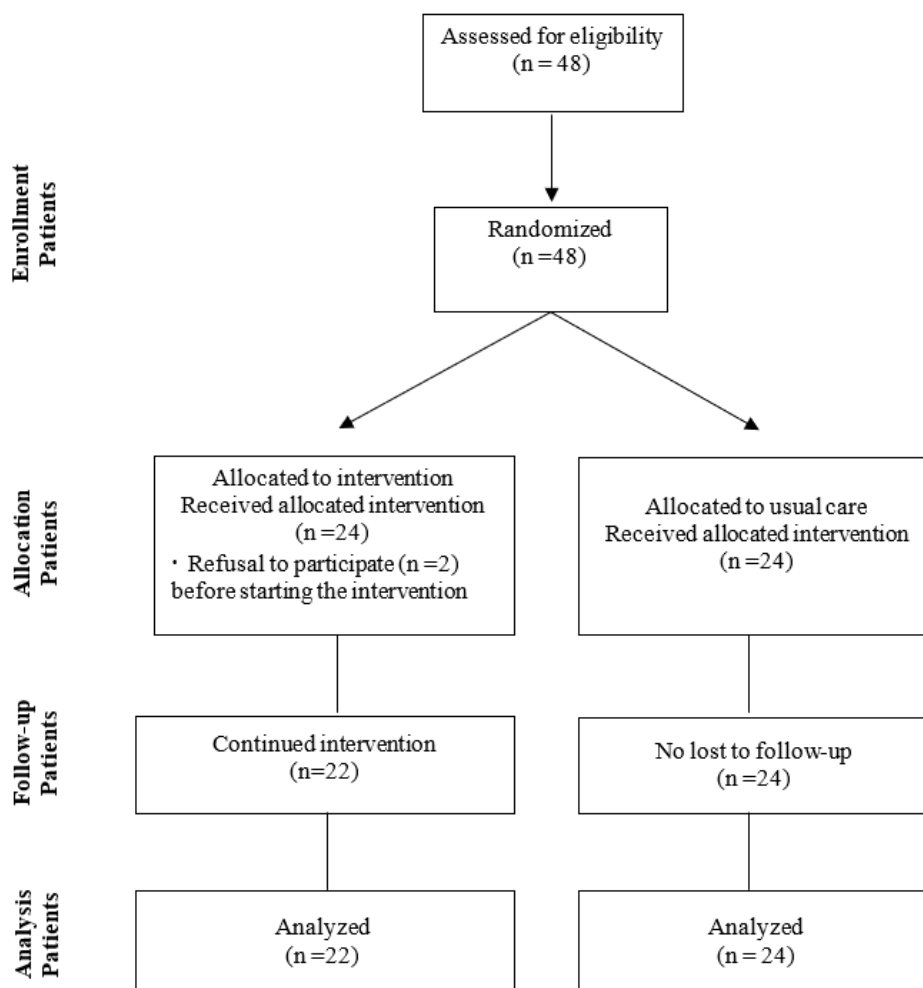 Assessed for eligibility
(n = 48)
Enrollment
Patients
Randomized
(n =48)
Allocation
Patients
Allocated to intervention
Received allocated intervention
(n =24)
· Refusal to participate (n =2)
before starting the intervention
Allocated to usual care
Received allocated intervention
(n =24)
Follow-up
Patients
Continued intervention
(n=22)
No lost to follow-up
(n =24)
Analysis
Patients
Analyzed
(n =22)
Analyzed
(n = 24)